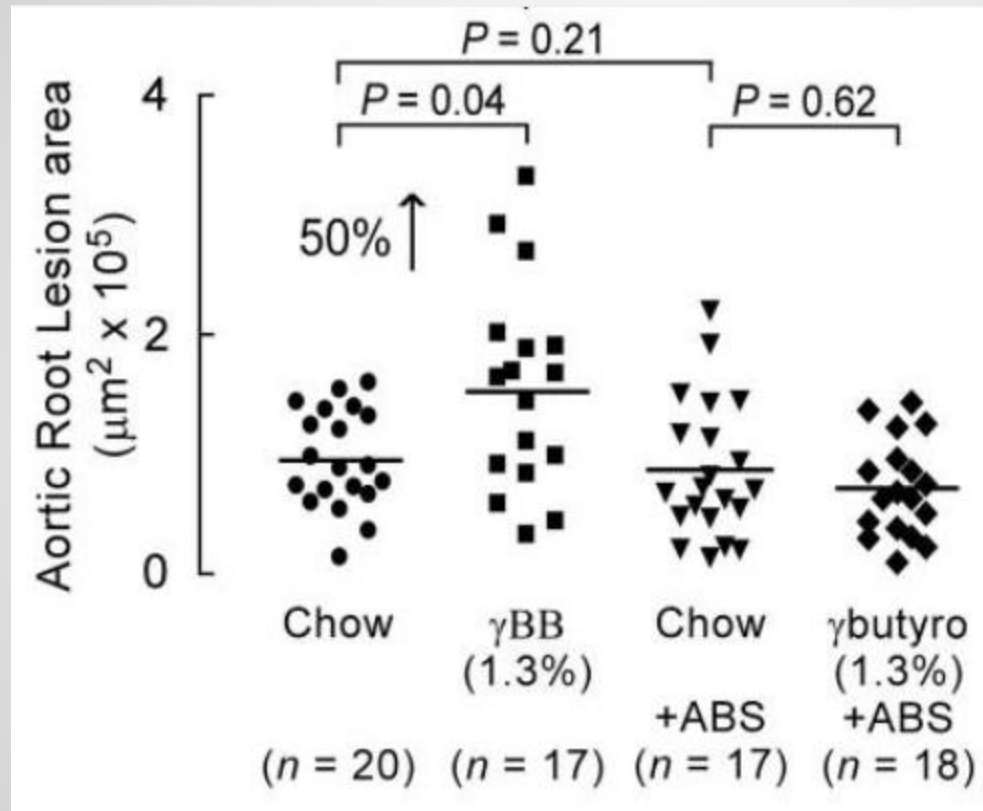 P = 0.21
P = 0.04
P = 0.62
50%
Aortic Root Lesion area
(μm² x 10⁵)
4
2
0
Chow
γBB
(1.3%)
Chow
+ABS
γbutyro
(1.3%)
+ABS
(n = 20)
(n = 17)
(n = 17)
(n = 18)